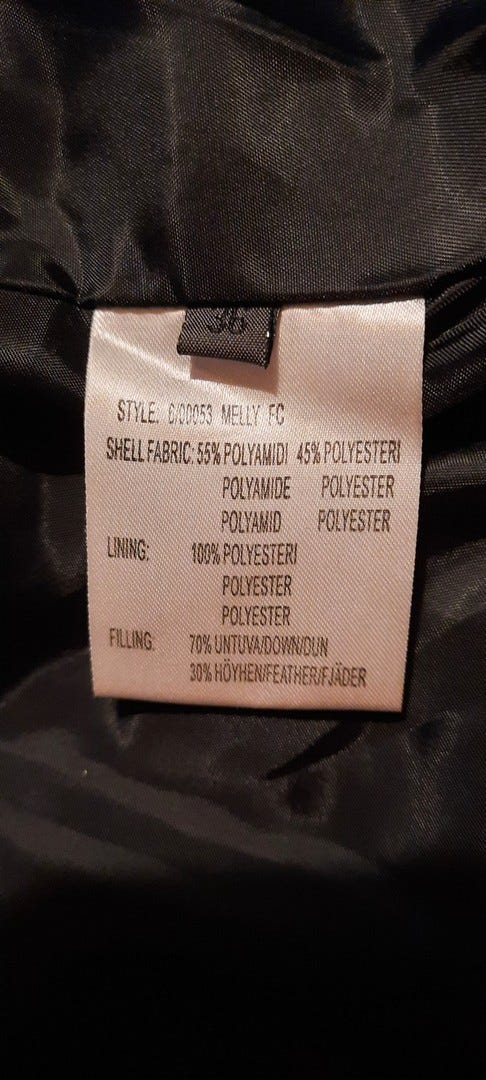 36
STYLE: 6/00053 MELLY FC
SHELL FABRIC: 55% POLYAMIDI 45% POLYESTERI
POLYAMIDE POLYESTER
POLYAMID POLYESTER
LINING: 100% POLYESTERI
POLYESTER
POLYESTER
FILLING: 70% UNTUVA/DOWN/DUN
30% HÖYHEN/FEATHER/FJÄDER